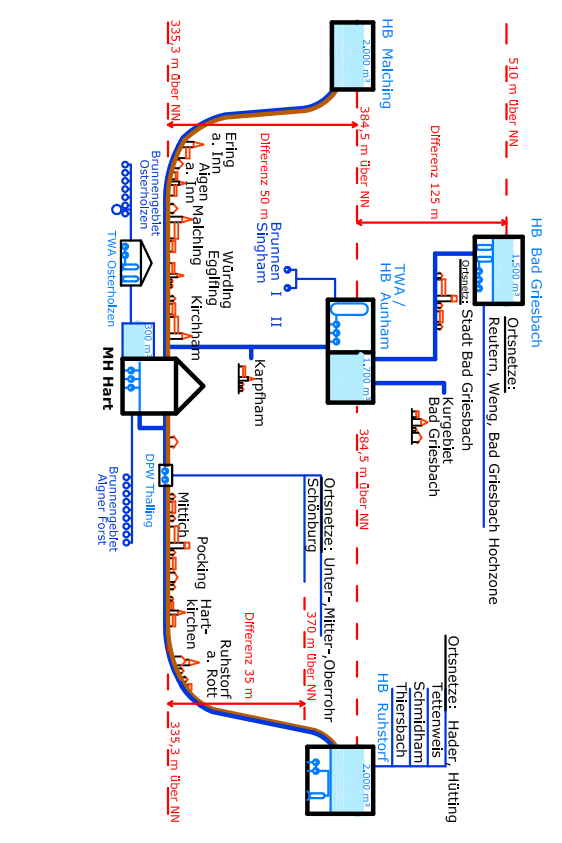 510 m über NN
HB Bad Griesbach
1.500 m³
Ortsnetze:
Reutern, Weng, Bad Griesbach Hochzone
Ortsnetz:
Stadt Bad Griesbach
Differenz 125 m
HB Malching
2.000 m³
384,5 m über NN
TWA /
HB Aunham
1.700 m³
Kurgebiet
Bad Griesbach
384,5 m über NN
Ortsnetze: Hader, Hütting
Tettenweis
Schmidham
Thiersbach
HB Ruhstorf
2.000 m³
Differenz 50 m
Brunnen I II
Singham
Karpfham
Ortsnetze: Unter-,Mitter-,Oberrohr
Schönburg
370 m über NN
Differenz 35 m
335,3 m über NN
Ering
a. Inn
Aigen
a. Inn
Malching
Würding
Egglfing
Kirchham
Mittich
Pocking
Hart-
kirchen
Ruhstorf
a. Rott
335,3 m über NN
Brunnengebiet
Osterholzen
TWA Osterholzen
300 m³
MH Hart
DPW Thalling
Brunnengebiet
Aigner Forst